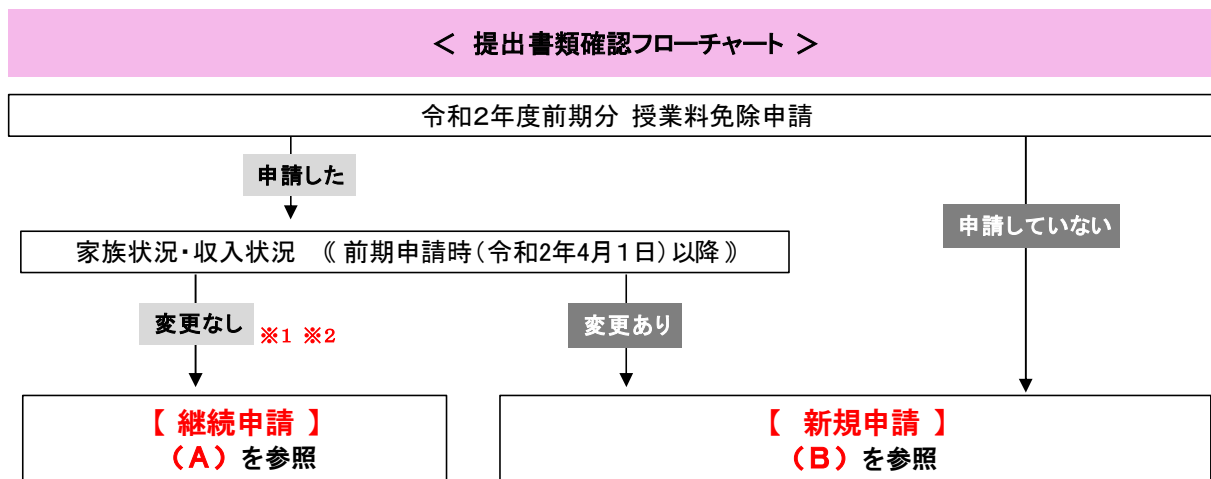 ＜ 提出書類確認フローチャート ＞
令和２年度前期分 授業料免除申請
申請した
申請していない
家族状況・収入状況 《 前期申請時（令和2年4月１日）以降 》
変更なし
※1 ※2
変更あり
【 継続申請 】
（Ａ）を参照
【 新規申請 】
（Ｂ）を参照